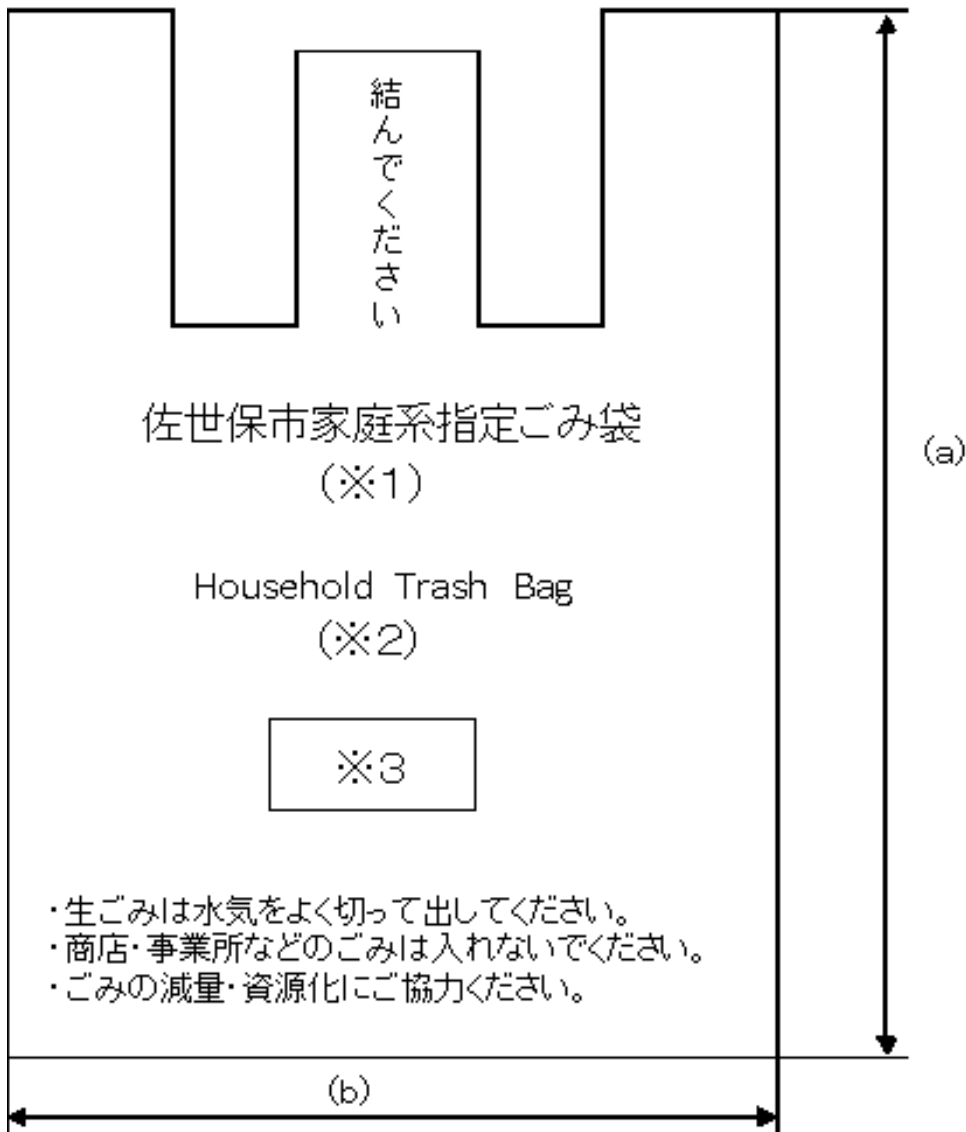 結んでください
佐世保市家庭系指定ごみ袋
(※1)
(a)
Household Trash Bag
(※2)
※3
・生ごみは水気をよく切って出してください。
・商店・事業所などのごみは入れないでください。
・ごみの減量・資源化にご協力ください。
(b)